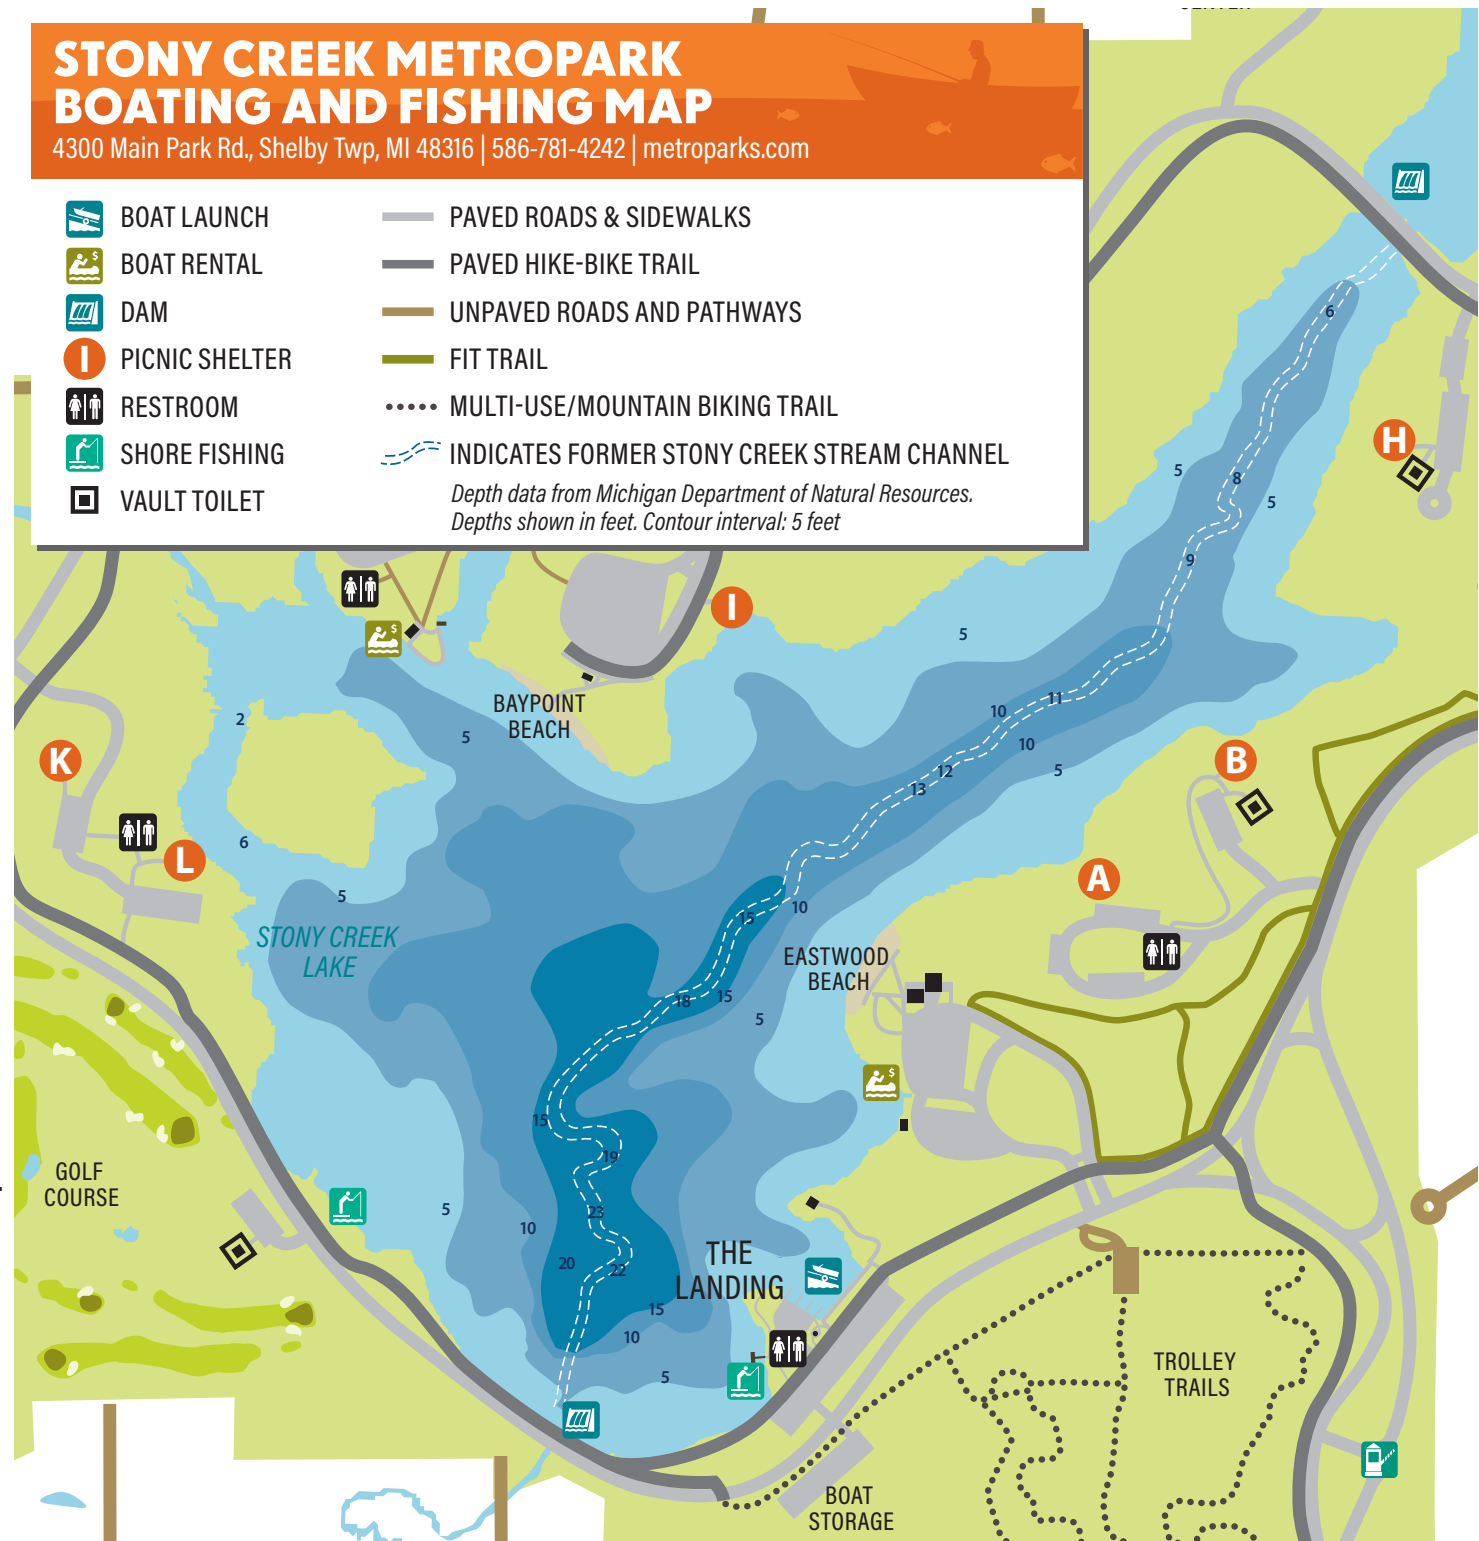 STONY CREEK METROPARK
BOATING AND FISHING MAP
4300 Main Park Rd., Shelby Twp, MI 48316 | 586-781-4242 | metroparks.com
BOAT LAUNCH
BOAT RENTAL
DAM
I PICNIC SHELTER
RESTROOM
SHORE FISHING
VAULT TOILET
PAVED ROADS & SIDEWALKS
PAVED HIKE-BIKE TRAIL
UNPAVED ROADS AND PATHWAYS
FIT TRAIL
MULTI-USE/MOUNTAIN BIKING TRAIL
INDICATES FORMER STONY CREEK STREAM CHANNEL
Depth data from Michigan Department of Natural Resources.
Depths shown in feet. Contour interval: 5 feet
6
H
5
8
5
9
$
I
5
BAYPOINT
BEACH
2
5
11
10
10
12
5
13
K
B
6
L
A
5
15
10
STONY CREEK
LAKE
EASTWOOD
BEACH
18
15
5
$
15
19
GOLF
COURSE
5
23
10
20
22
THE
LANDING
15
10
5
TROLLEY
TRAILS
BOAT
STORAGE